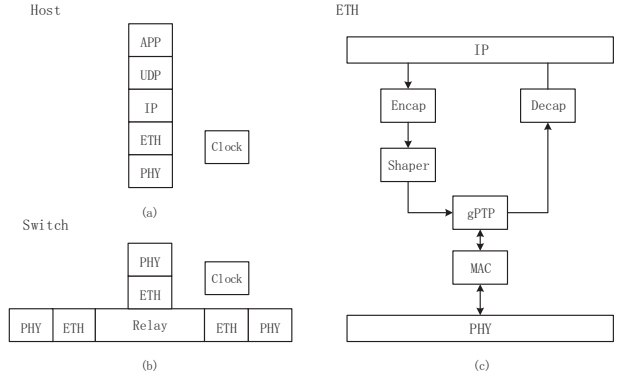 Host
APP
UDP
IP
ETH
PHY
Clock
(a)
Switch
PHY
ETH
Clock
PHY ETH Relay ETH PHY
(b)
ETH
IP
Encap Decap
Shaper
gPTP
MAC
PHY
(c)